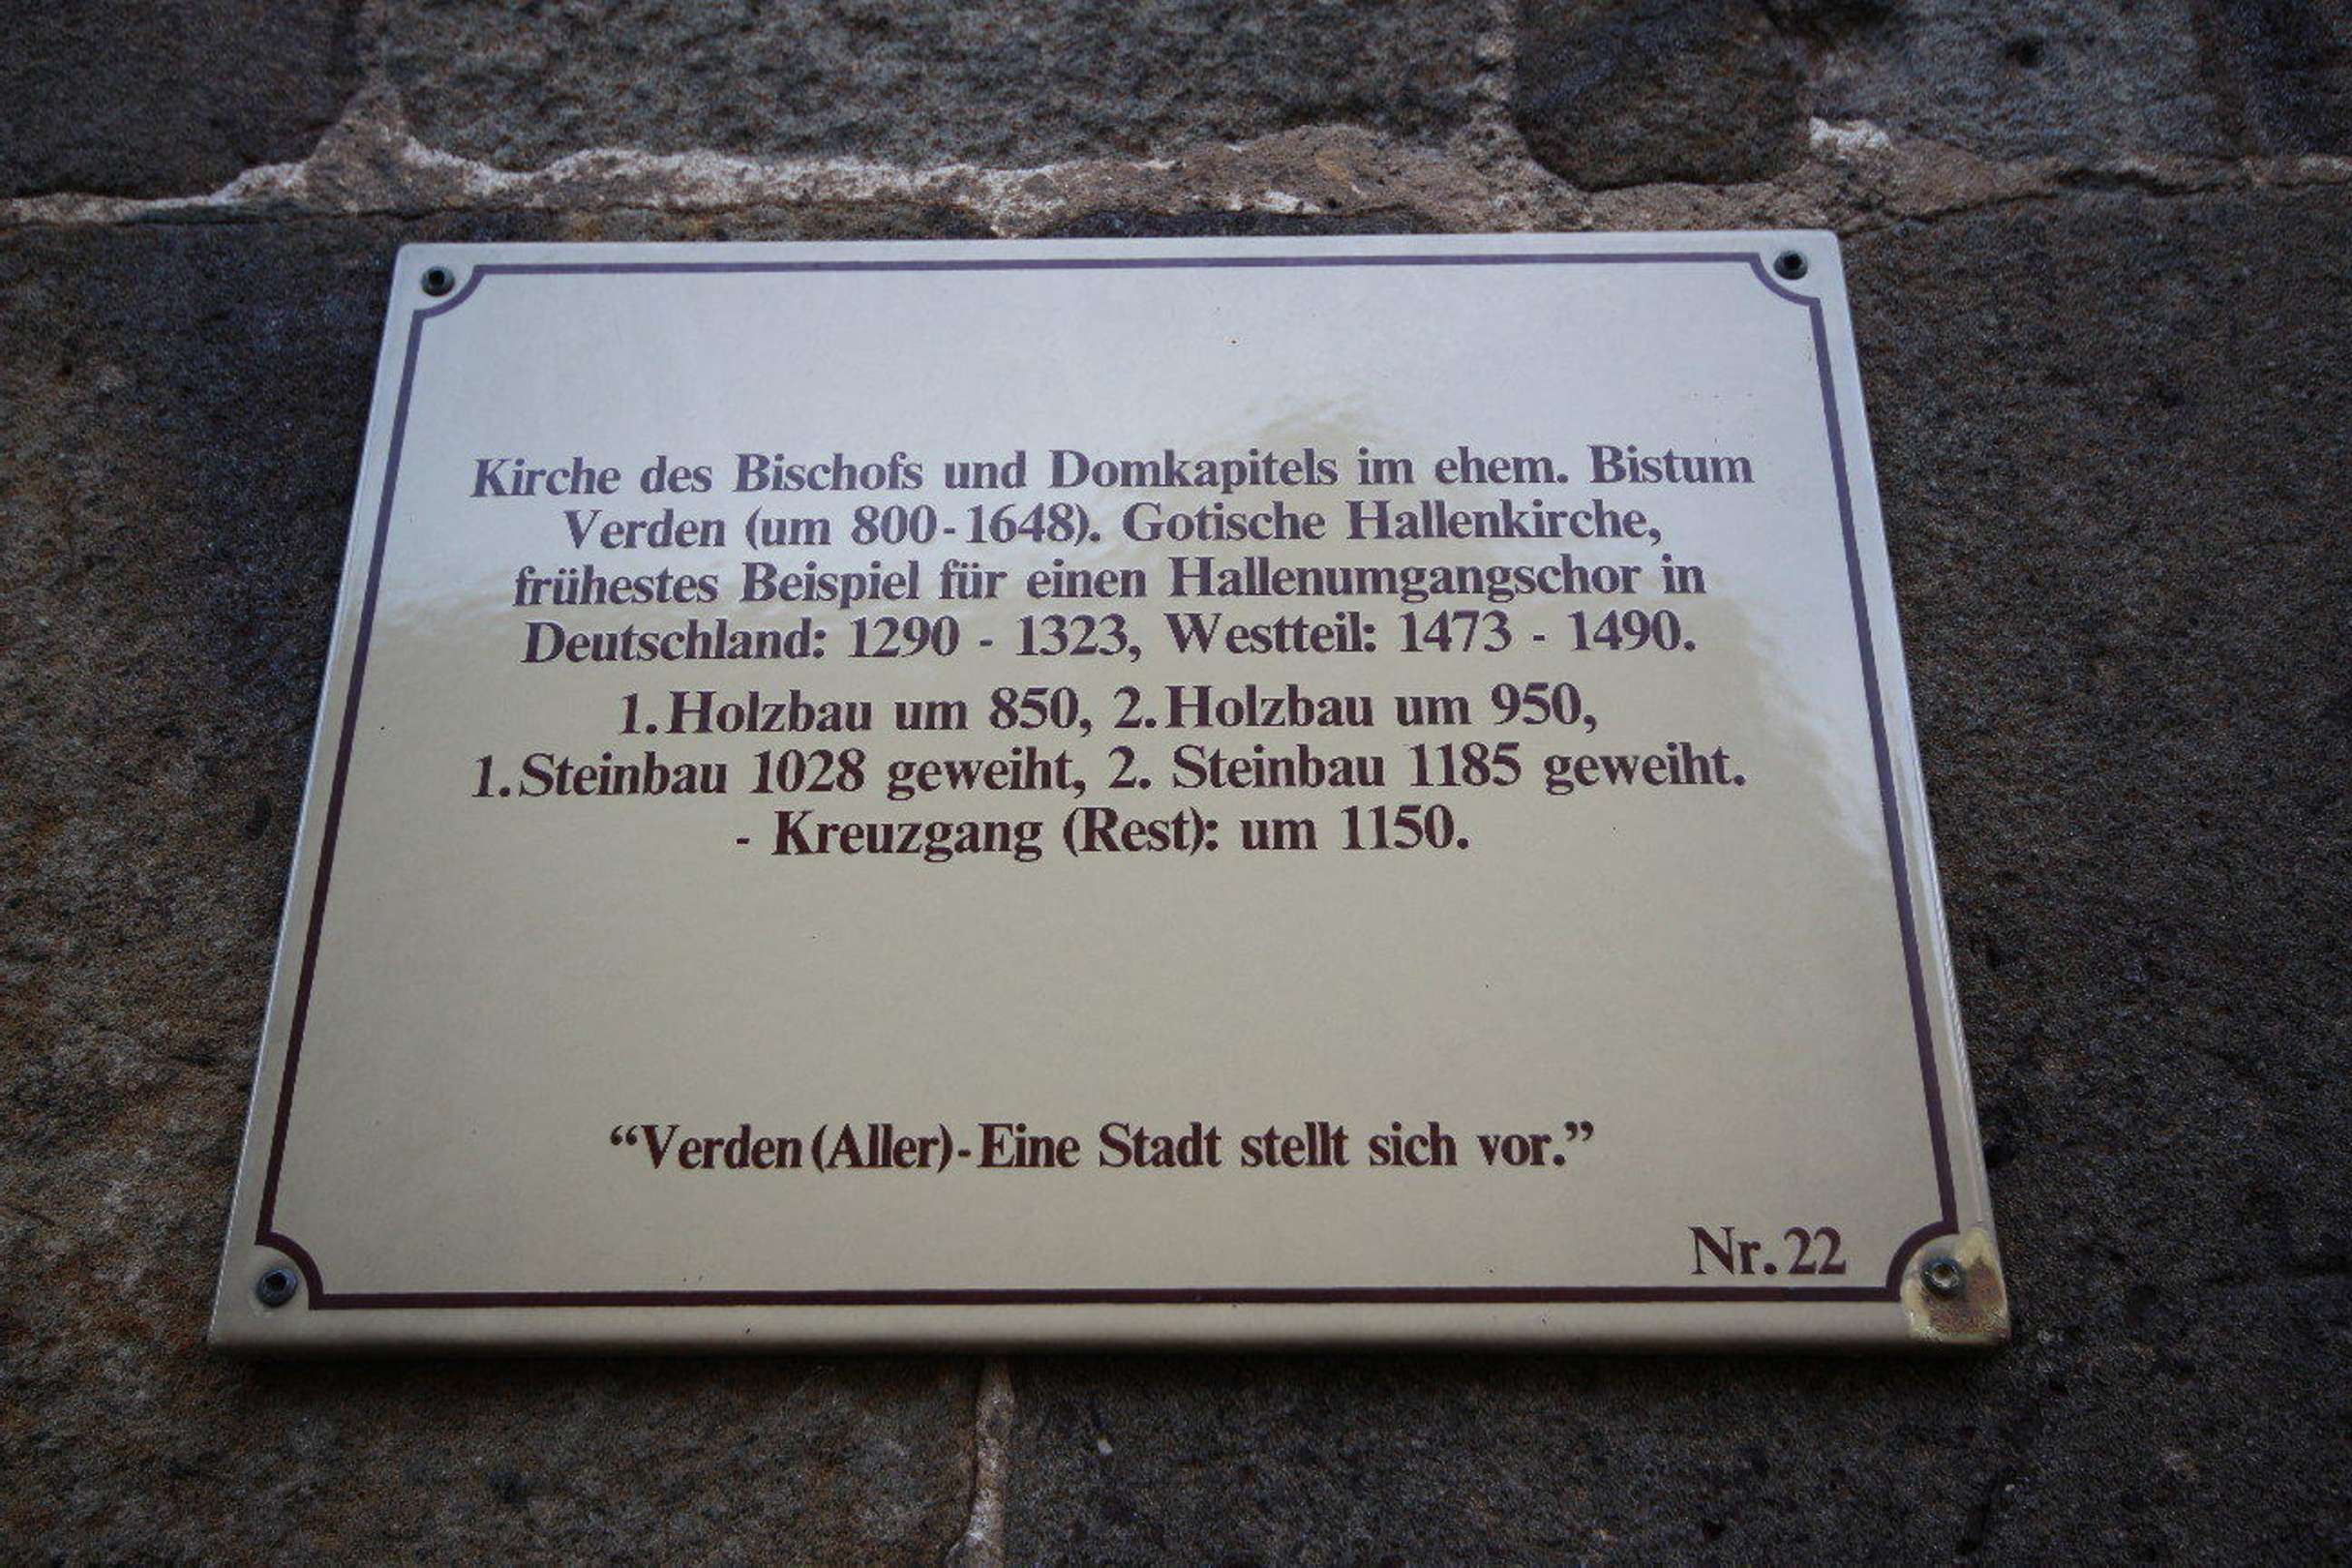 Kirche des Bischofs und Domkapitels im ehem. Bistum
Verden (um 800-1648). Gotische Hallenkirche,
frühestes Beispiel für einen Hallenumgangschor in
Deutschland: 1290 - 1323, Westteil: 1473 - 1490.
1. Holzbau um 850, 2. Holzbau um 950,
1. Steinbau 1028 geweiht, 2. Steinbau 1185 geweiht.
- Kreuzgang (Rest): um 1150.
“Verden (Aller)-Eine Stadt stellt sich vor.”
Nr. 22